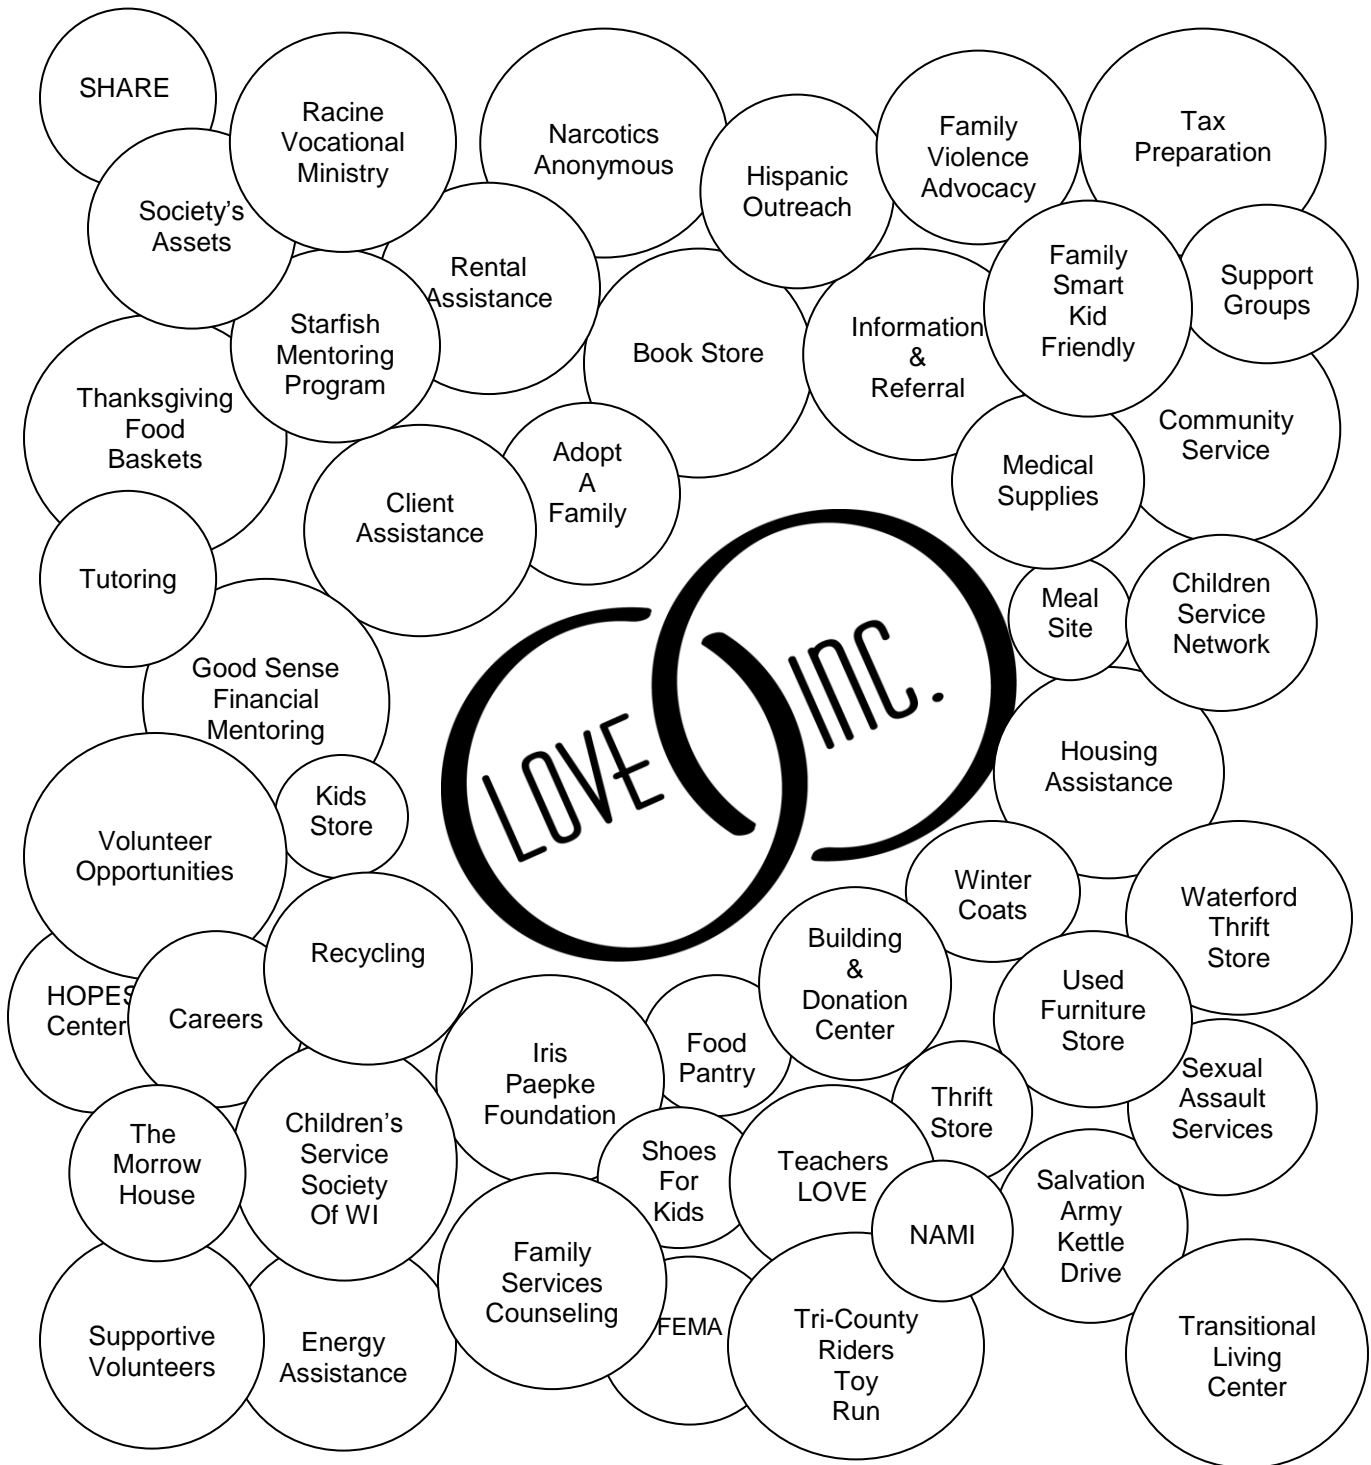 SHARE
Racine
Vocational
Ministry
Narcotics
Anonymous
Hispanic
Outreach
Family
Violence
Advocacy
Tax
Preparation
Society’s
Assets
Rental
Assistance
Starfish
Mentoring
Program
Book Store
Information
&
Referral
Family
Smart
Kid
Friendly
Support
Groups
Thanksgiving
Food
Baskets
Client
Assistance
Adopt
A
Family
Medical
Supplies
Community
Service
Tutoring
Meal
Site
Children
Service
Network
Good Sense
Financial
Mentoring
LOVE
INC.
Housing
Assistance
Kids
Store
Volunteer
Opportunities
Winter
Coats
Waterford
Thrift
Store
Recycling
Building
&
Donation
Center
Used
Furniture
Store
HOPES
Center
Careers
Iris
Paepke
Foundation
Food
Pantry
Thrift
Store
Sexual
Assault
Services
The
Morrow
House
Children’s
Service
Society
Of WI
Shoes
For
Kids
Teachers
LOVE
NAMI
Salvation
Army
Kettle
Drive
Family
Services
Counseling
FEMA
Tri-County
Riders
Toy
Run
Supportive
Volunteers
Energy
Assistance
Transitional
Living
Center